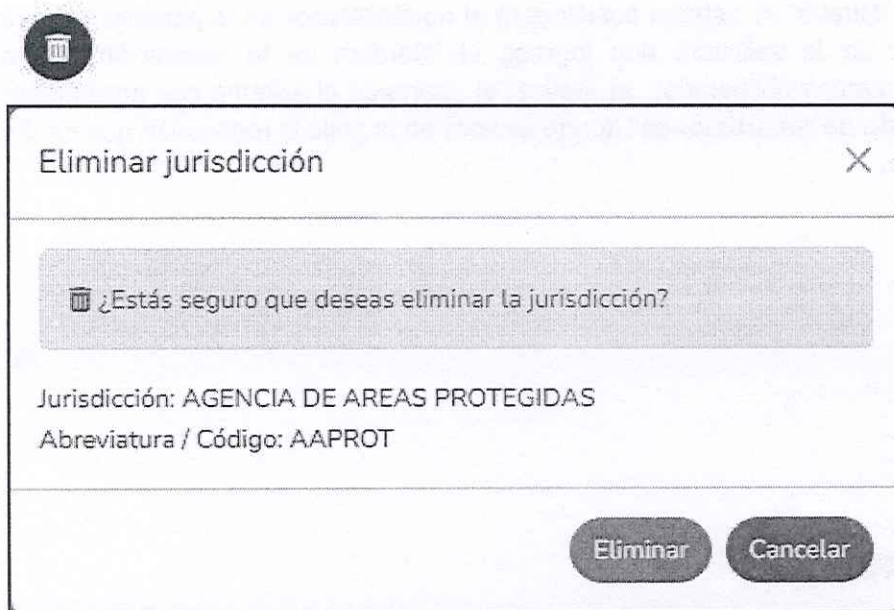 Eliminar jurisdicción
¿Estás seguro que deseas eliminar la jurisdicción?
Jurisdicción: AGENCIA DE AREAS PROTEGIDAS
Abreviatura / Código: AAPROT
Eliminar Cancelar